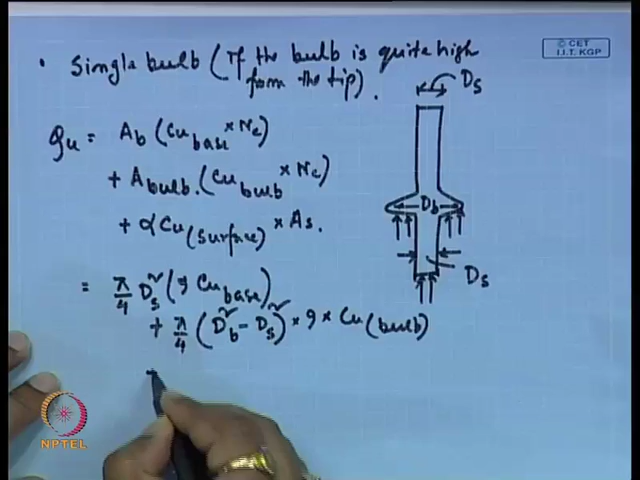 • Single bulb (If the bulb is quite high
from the tip).
Qu = Ab (Cu base × Nc)
+ Abulb. (Cu bulb × Nc)
+ αCu (surface) × As.
= π/4 Ds² (9 Cu base)
+ π/4 (Db² - Ds²) × 9 × Cu (bulb)
Ds
Db
Ds
© CET
I.I.T. KGP
NPTEL